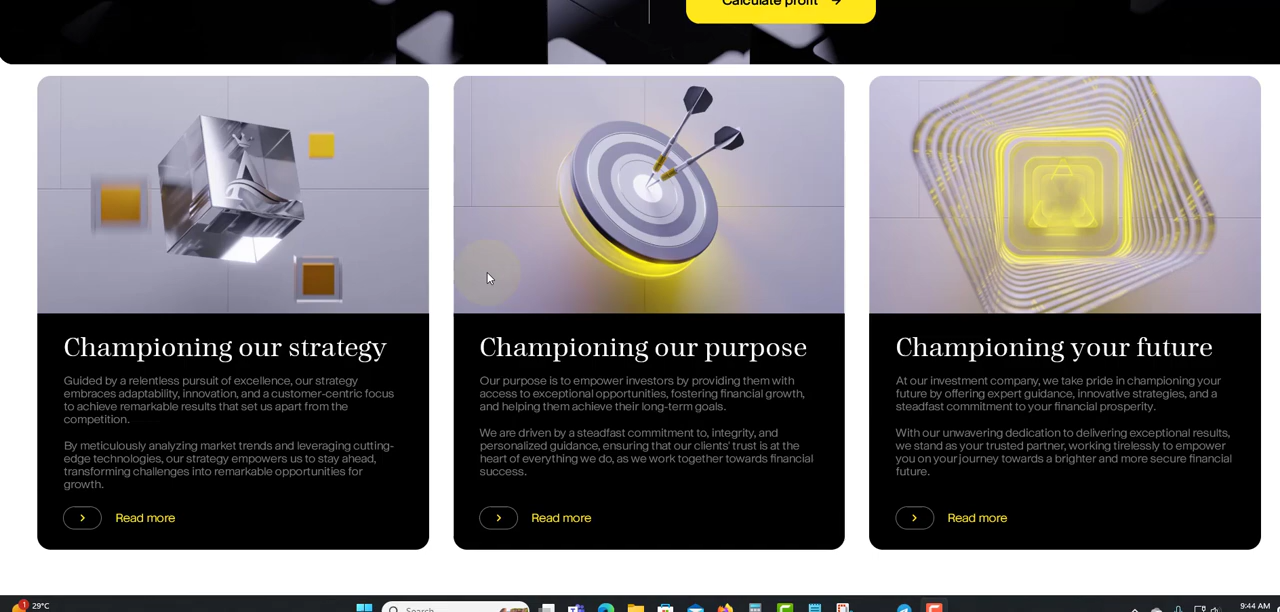 Calculate profit
Championing our strategy
Guided by a relentless pursuit of excellence, our strategy
embraces adaptability, innovation, and a customer-centric focus
to achieve remarkable results that set us apart from the
competition.
By meticulously analyzing market trends and leveraging cutting-
edge technologies, our strategy empowers us to stay ahead,
transforming challenges into remarkable opportunities for
growth.
Read more
Championing our purpose
Our purpose is to empower investors by providing them with
access to exceptional opportunities, fostering financial growth,
and helping them achieve their long-term goals.
We are driven by a steadfast commitment to, integrity, and
personalized guidance, ensuring that our clients' trust is at the
heart of everything we do, as we work together towards financial
success.
Read more
Championing your future
At our investment company, we take pride in championing your
future by offering expert guidance, innovative strategies, and a
steadfast commitment to your financial prosperity.
With our unwavering dedication to delivering exceptional results,
we stand as your trusted partner, working tirelessly to empower
you on your journey towards a brighter and more secure financial
future.
Read more
1
29°C
Search
9:44 AM